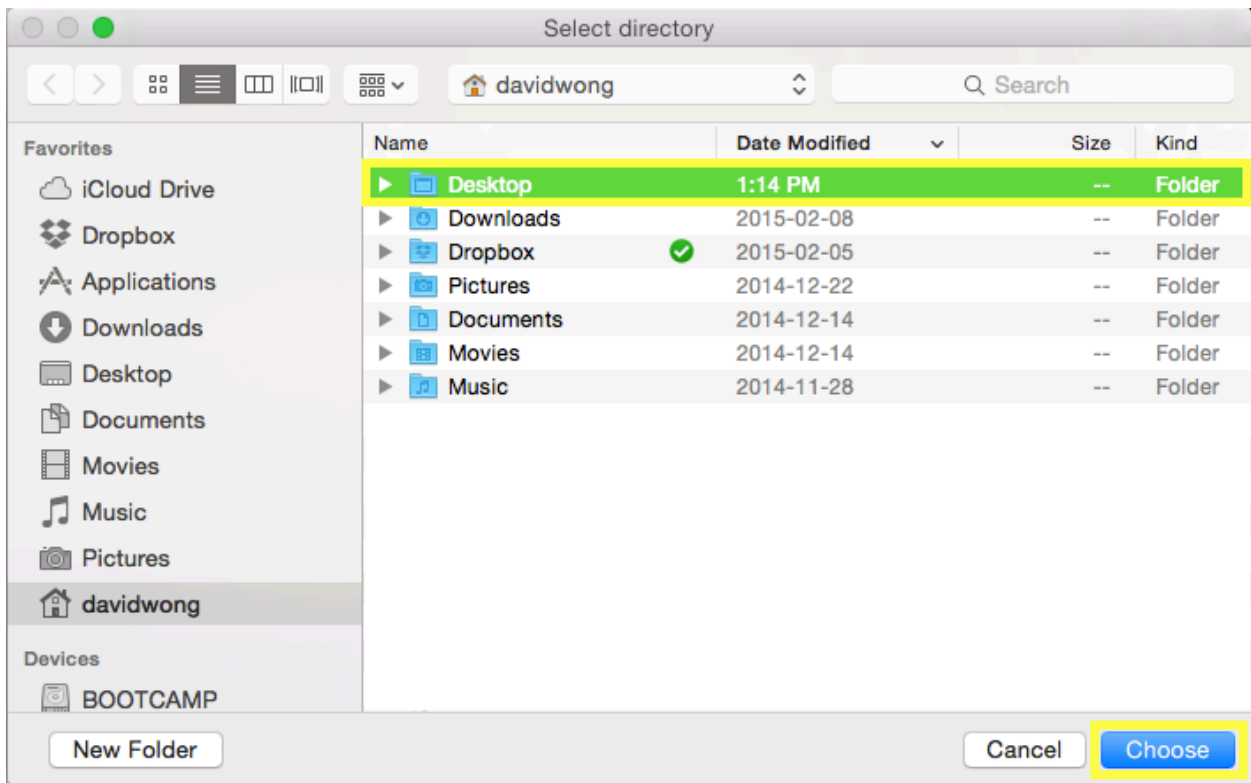 Select directory
davidwong
Search
Favorites
iCloud Drive
Dropbox
Applications
Downloads
Desktop
Documents
Movies
Music
Pictures
davidwong
Devices
BOOTCAMP
Name Date Modified Size Kind
Desktop 1:14 PM -- Folder
Downloads 2015-02-08 -- Folder
Dropbox 2015-02-05 -- Folder
Pictures 2014-12-22 -- Folder
Documents 2014-12-14 -- Folder
Movies 2014-12-14 -- Folder
Music 2014-11-28 -- Folder
New Folder Cancel Choose